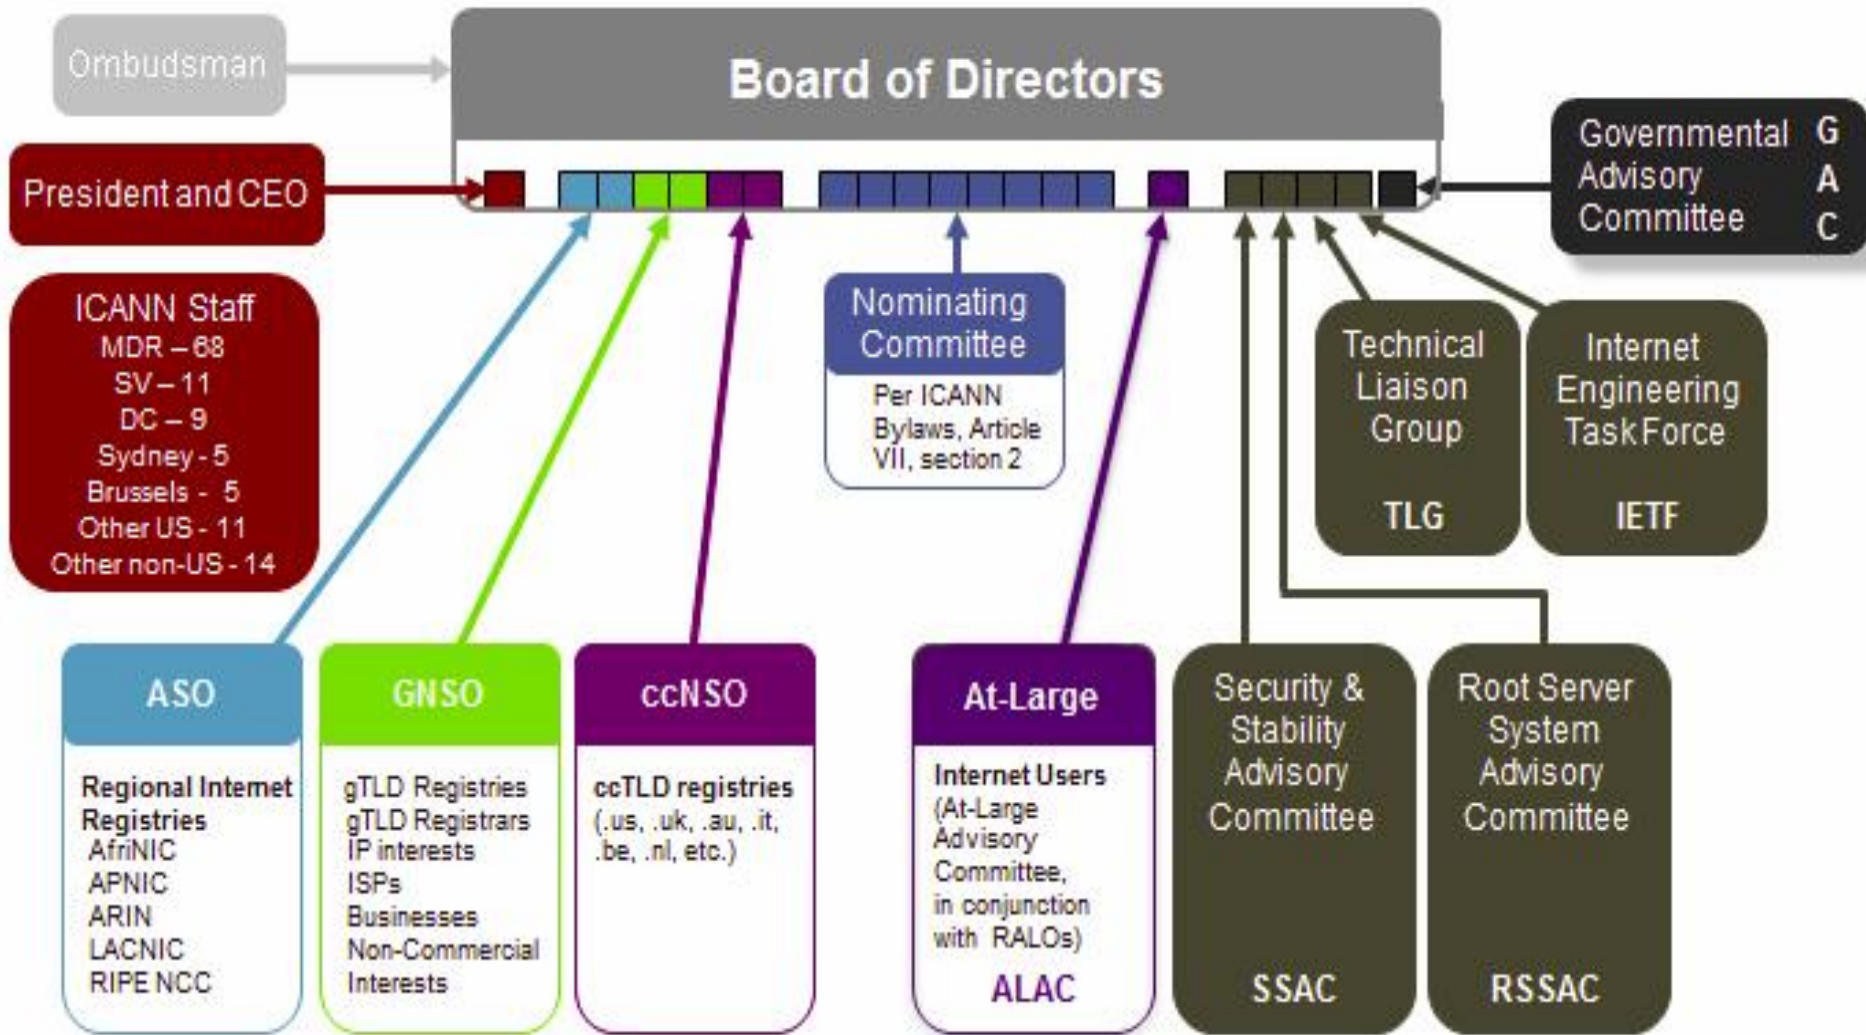 Ombudsman
Board of Directors
Governmental
Advisory
Committee
G
A
C
President and CEO
ICANN Staff
MDR – 68
SV – 11
DC – 9
Sydney - 5
Brussels - 5
Other US - 11
Other non-US - 14
Nominating
Committee
Per ICANN
Bylaws, Article
VII, section 2
Technical
Liaison
Group
TLG
Internet
Engineering
Task Force
IETF
ASO
Regional Internet
Registries
AfriNIC
APNIC
ARIN
LACNIC
RIPE NCC
GNSO
gTLD Registries
gTLD Registrars
IP interests
ISPs
Businesses
Non-Commercial
Interests
ccNSO
ccTLD registries
(.us, .uk, .au, .it,
.be, .nl, etc.)
At-Large
Internet Users
(At-Large
Advisory
Committee,
in conjunction
with RALOs)
ALAC
Security &
Stability
Advisory
Committee
SSAC
Root Server
System
Advisory
Committee
RSSAC